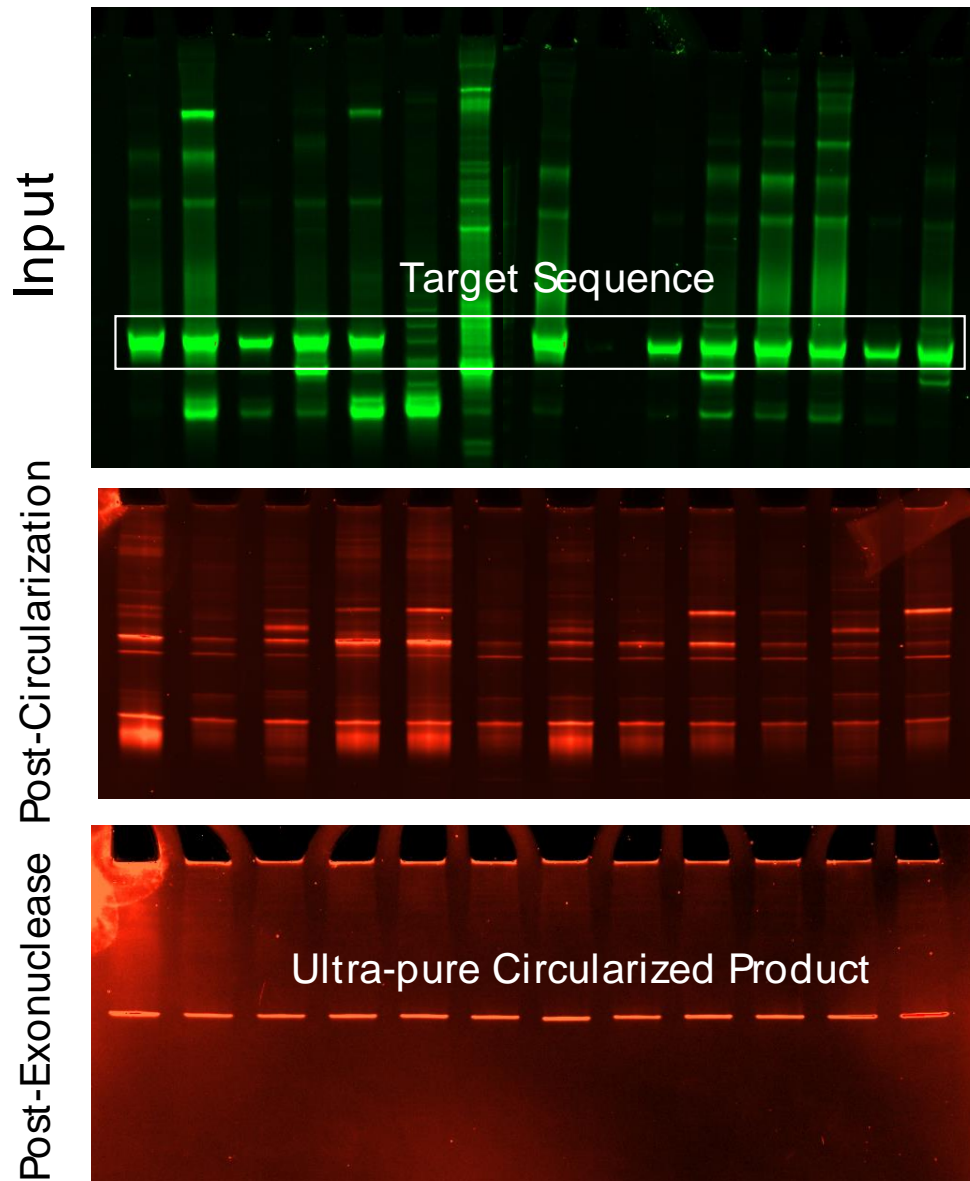 Input
Target Sequence
Post-Circularization
Post-Exonuclease
Ultra-pure Circularized Product